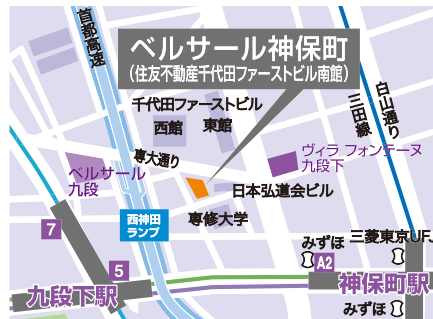 首都高速
ベルサール神保町
(住友不動産千代田ファーストビル南館)
千代田ファーストビル
西館
東館
白山通り
三田線
専大通り
ヴィラ フォンテーヌ
九段下
ベルサール
九段
日本弘道会ビル
専修大学
西神田
ランプ
7
5
みずほ
三菱東京UFJ
A2
九段下駅
神保町駅
みずほ